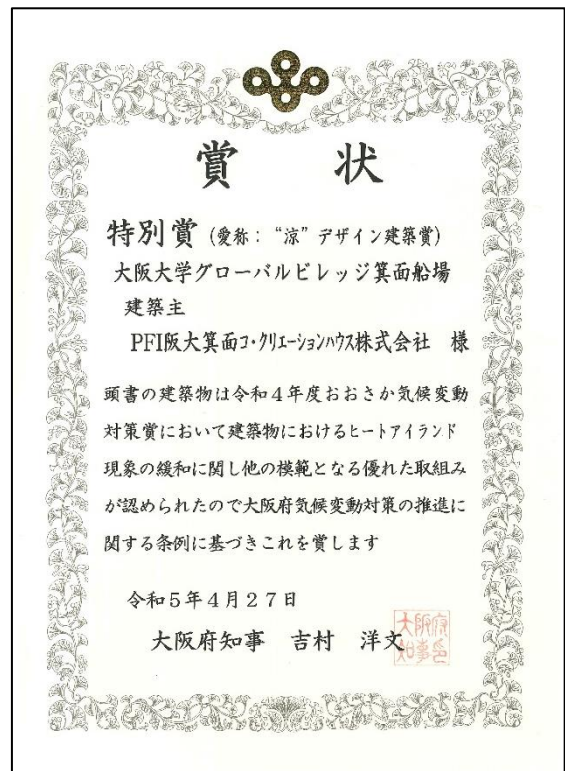 賞状
特別賞(愛称:“涼”デザイン建築賞)
大阪大学グローバルビレッジ箕面船場
建築主
PFI阪大箕面コ・クリエーションハウス株式会社 様
頭書の建築物は令和4年度おおさか気候変動
対策賞において建築物におけるヒートアイランド
現象の緩和に関し他の模範となる優れた取組み
が認められたので大阪府気候変動対策の推進に
関する条例に基づきこれを賞します
令和5年4月27日
大阪府知事 吉村 洋文
大阪府
知事印